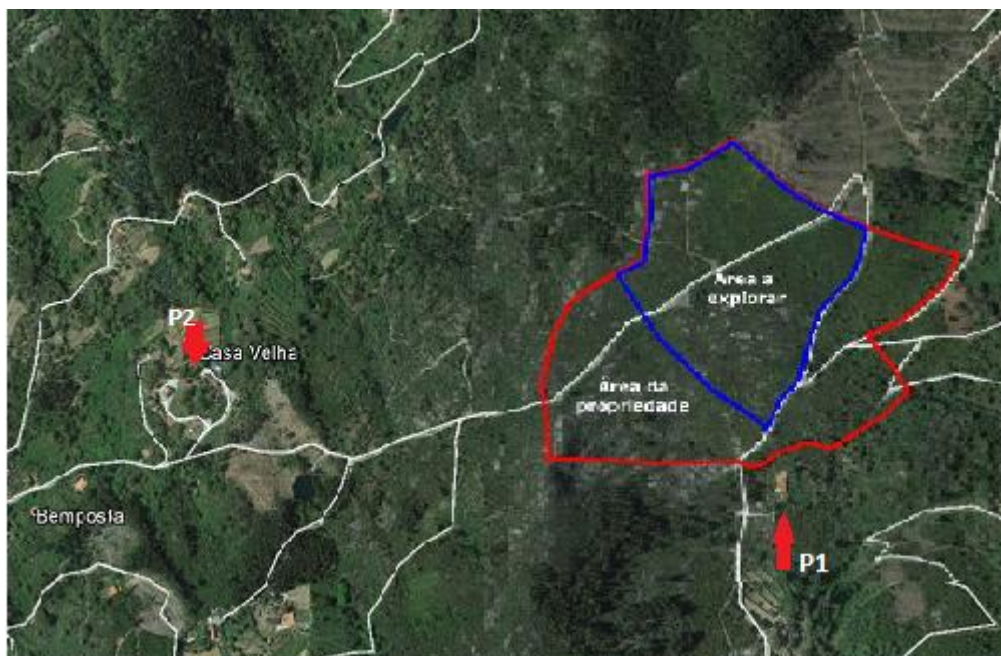 Área a
explorar
P2
Casa Velha
Área da
propriedade
Bemposta
P1